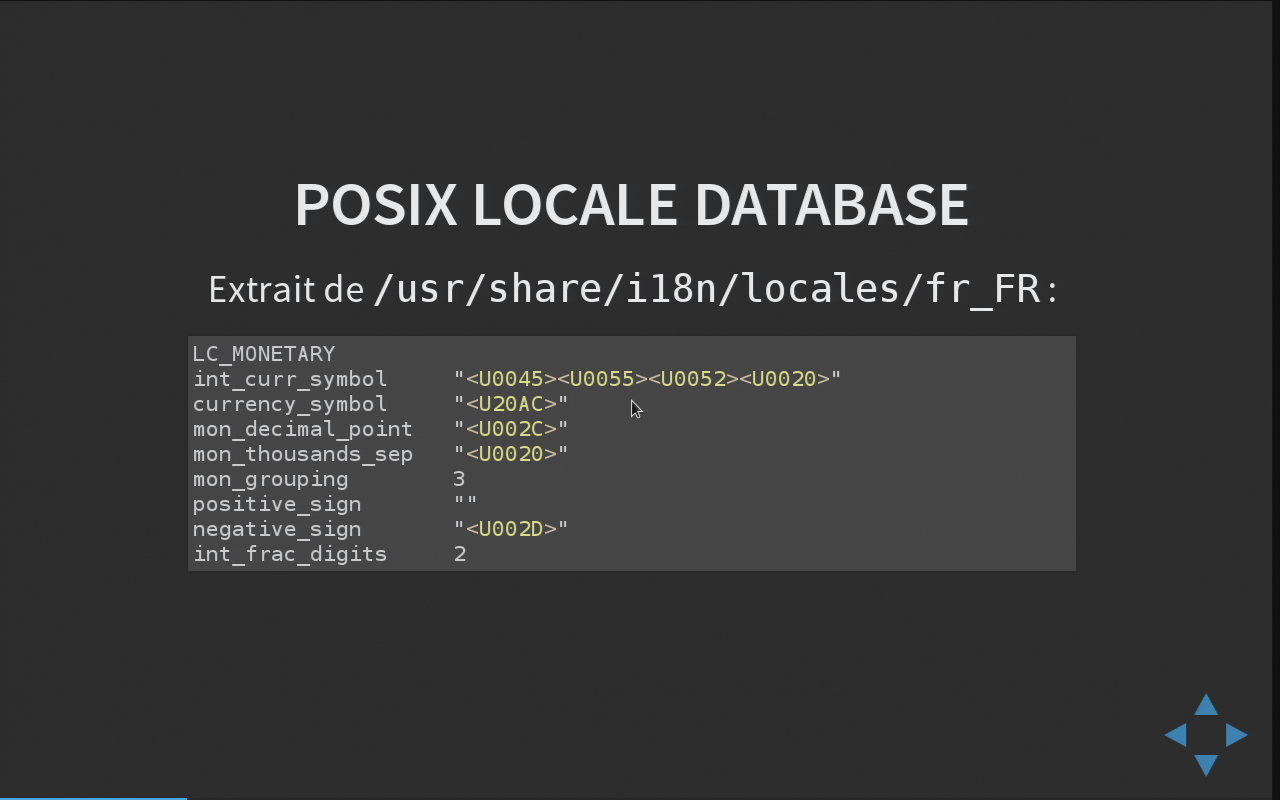 POSIX LOCALE DATABASE
Extrait de /usr/share/i18n/locales/fr_FR :
LC_MONETARY
int_curr_symbol     "<U0045><U0055><U0052><U0020>"
currency_symbol     "<U20AC>"
mon_decimal_point   "<U002C>"
mon_thousands_sep   "<U0020>"
mon_grouping        3
positive_sign       ""
negative_sign       "<U002D>"
int_frac_digits     2